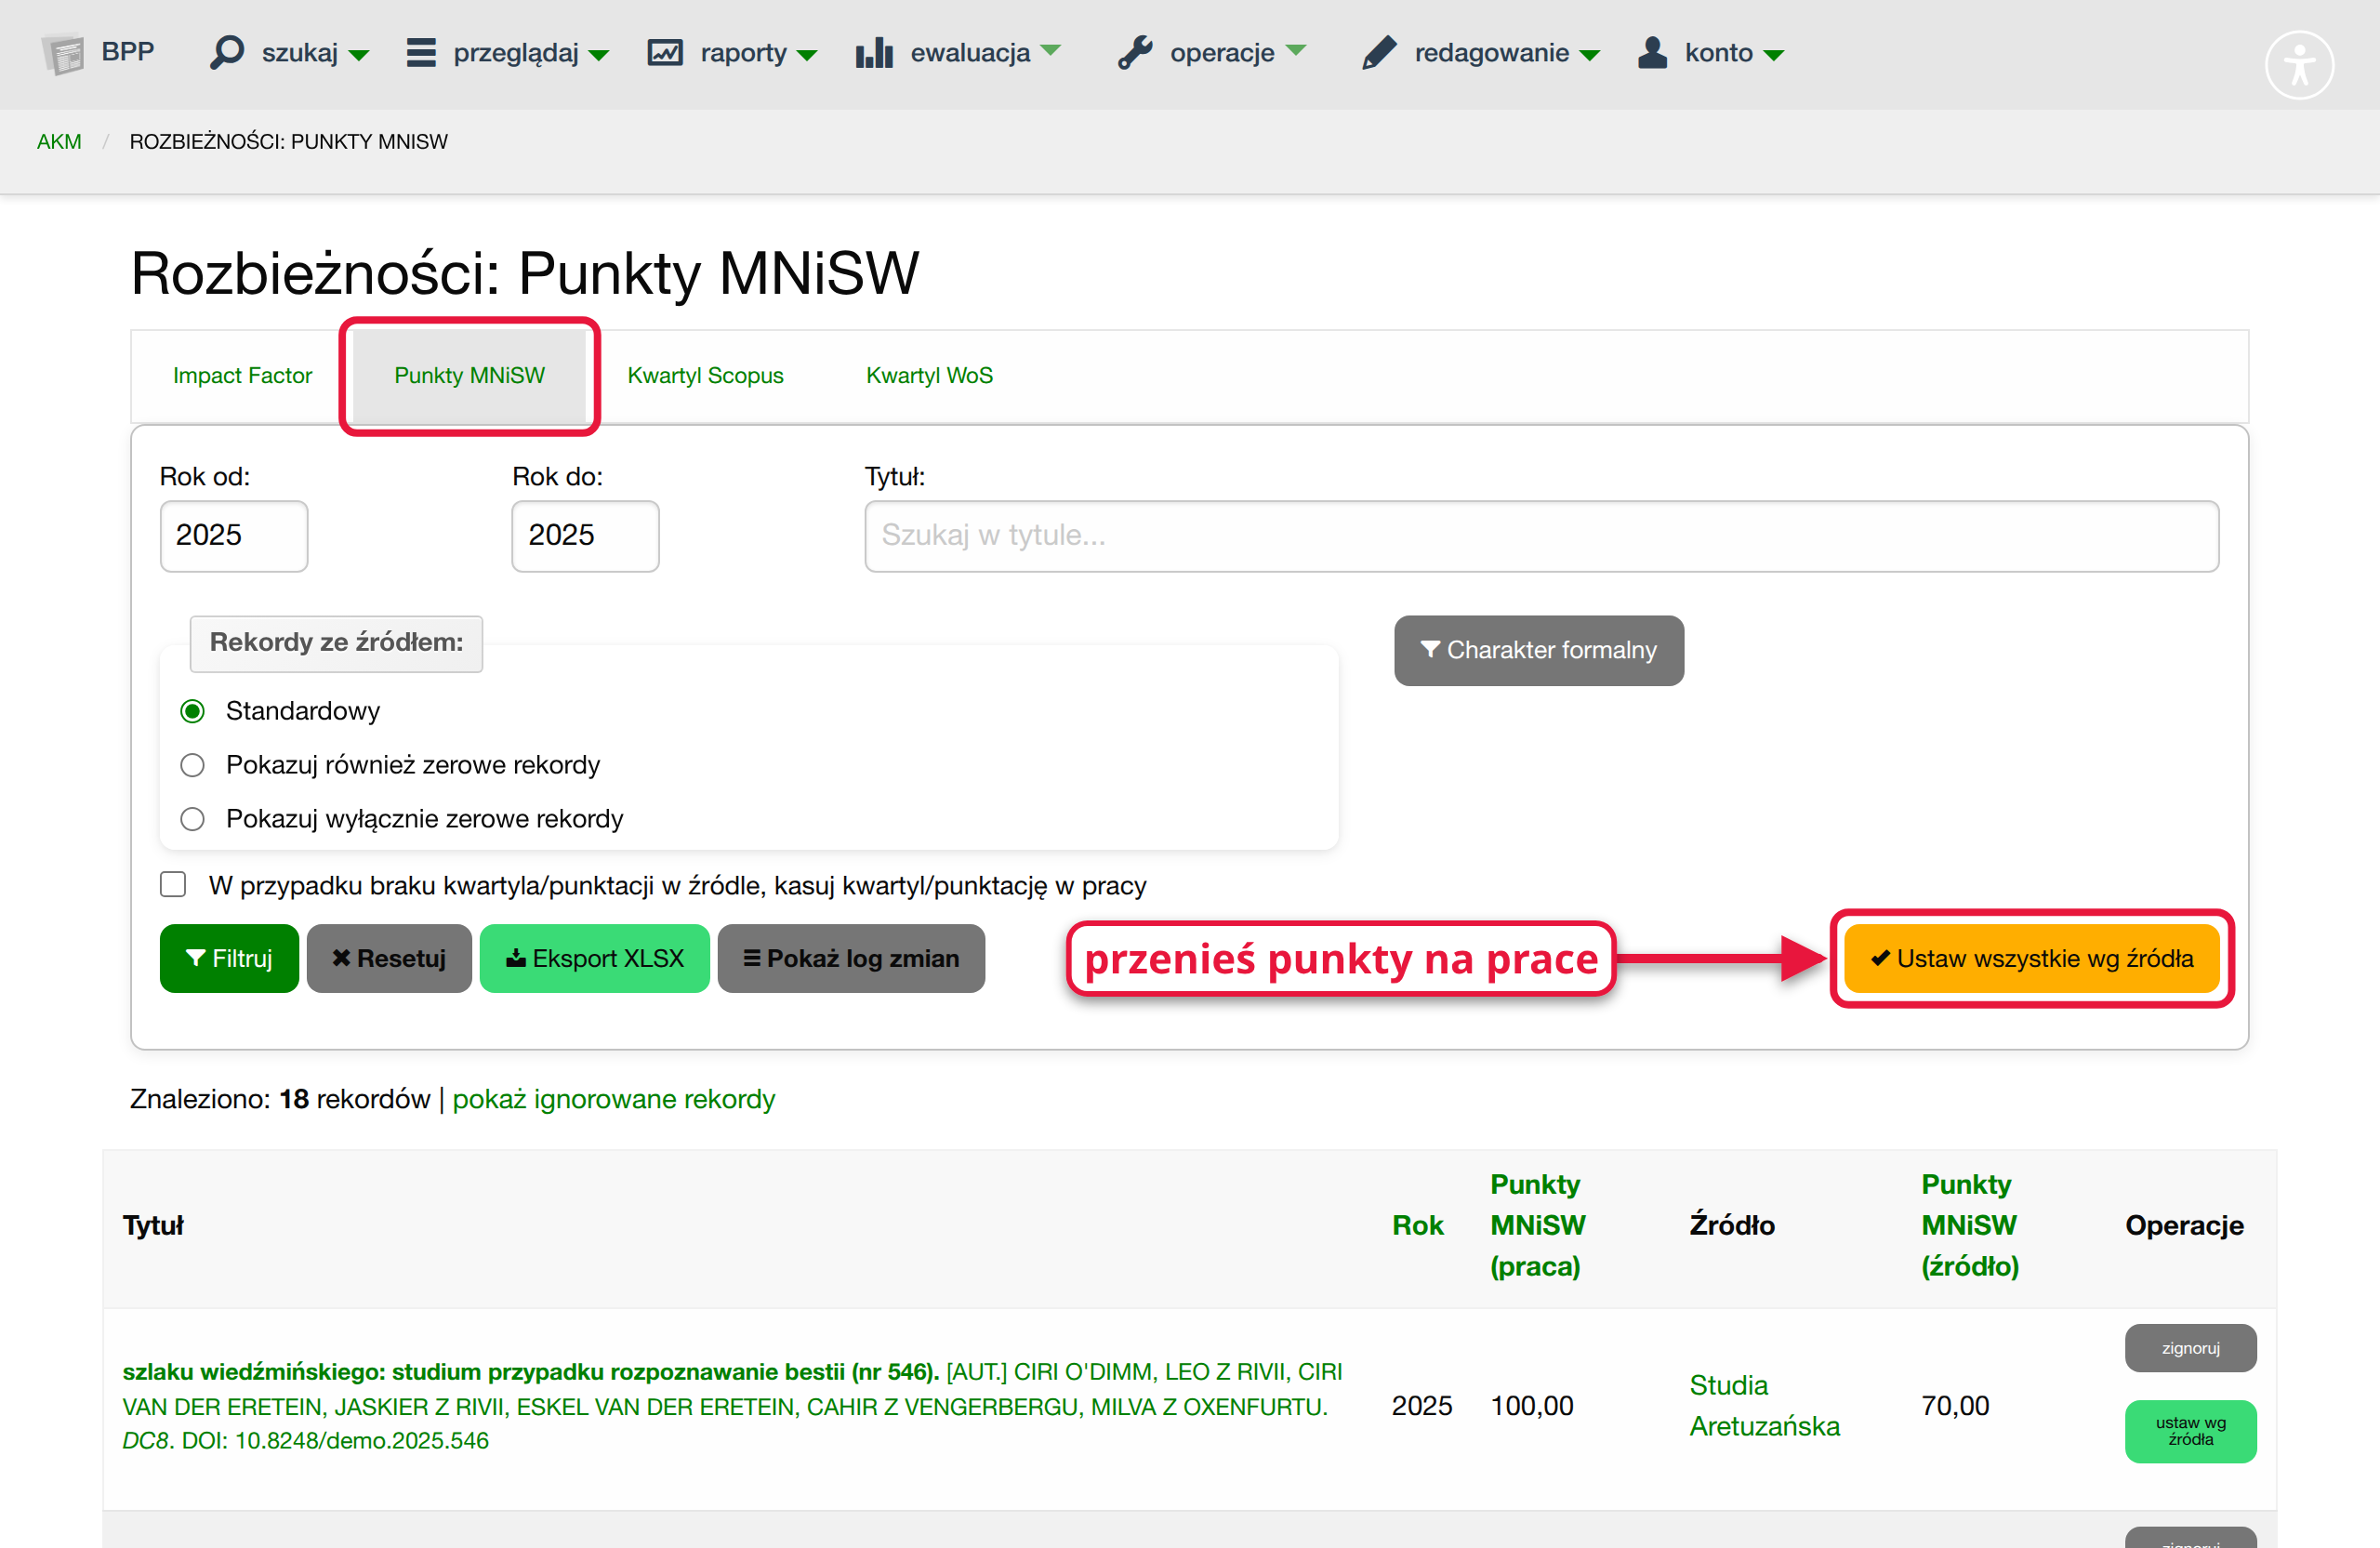 BPP szukaj przeglądaj raporty ewaluacja operacje redagowanie konto
AKM / ROZBIEŻNOŚCI: PUNKTY MNISW
Rozbieżności: Punkty MNiSW
Impact Factor Punkty MNiSW Kwartyl Scopus Kwartyl WoS
Rok od: Rok do: Tytuł:
2025 2025 Szukaj w tytule...
Rekordy ze źródłem: Charakter formalny
Standardowy
Pokazuj również zerowe rekordy
Pokazuj wyłącznie zerowe rekordy
W przypadku braku kwartyla/punktacji w źródle, kasuj kwartyl/punktację w pracy
Filtruj Resetuj Eksport XLSX Pokaż log zmian przenieś punkty na prace Ustaw wszystkie wg źródła
Znaleziono: 18 rekordów | pokaż ignorowane rekordy
Tytuł Rok Punkty MNiSW (praca) Źródło Punkty MNiSW (źródło) Operacje
szlaku wiedźmińskiego: studium przypadku rozpoznawanie bestii (nr 546). [AUT.] CIRI O'DIMM, LEO Z RIVII, CIRI
VAN DER ERETEIN, JASKIER Z RIVII, ESKEL VAN DER ERETEIN, CAHIR Z VENGERBERGU, MILVA Z OXENFURTU.
DC8. DOI: 10.8248/demo.2025.546
2025 100,00 Studia Aretuzańska 70,00
zignoruj
ustaw wg
źródła